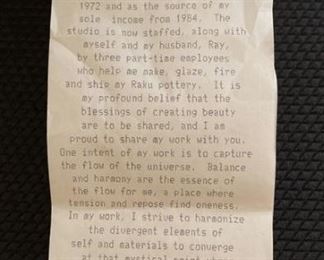 1972 and as the source of my
sole income from 1984. The
studio is now staffed, along with
myself and my husband, Ray,
by three part-time employees
who help me make, glaze, fire
and ship my Raku pottery. It is
my profound belief that the
blessings of creating beauty
are to be shared, and I am
proud to share my work with you.
One intent of my work is to capture
the flow of the universe. Balance
and harmony are the essence of
the flow for me, a place where
tension and repose find oneness.
In my work, I strive to harmonize
the divergent elements of
self and materials to converge
at that mystical point where